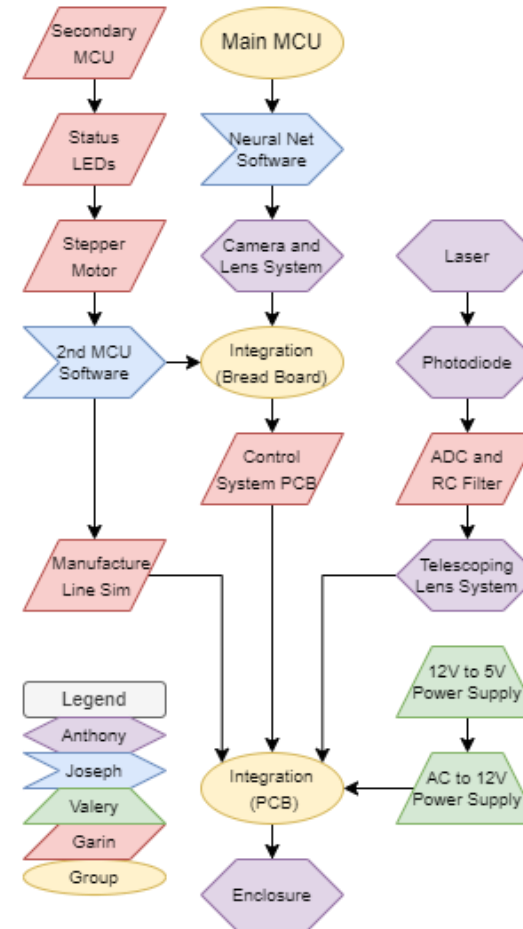 Secondary
MCU
Main MCU
Status
LEDs
Neural Net
Software
Stepper
Motor
Camera and
Lens System
Laser
2nd MCU
Software
Integration
(Bread Board)
Photodiode
Control
System PCB
ADC and
RC Filter
Manufacture
Line Sim
Telescoping
Lens System
12V to 5V
Power Supply
Legend
Anthony
Joseph
Valery
Garin
Group
Integration
(PCB)
AC to 12V
Power Supply
Enclosure